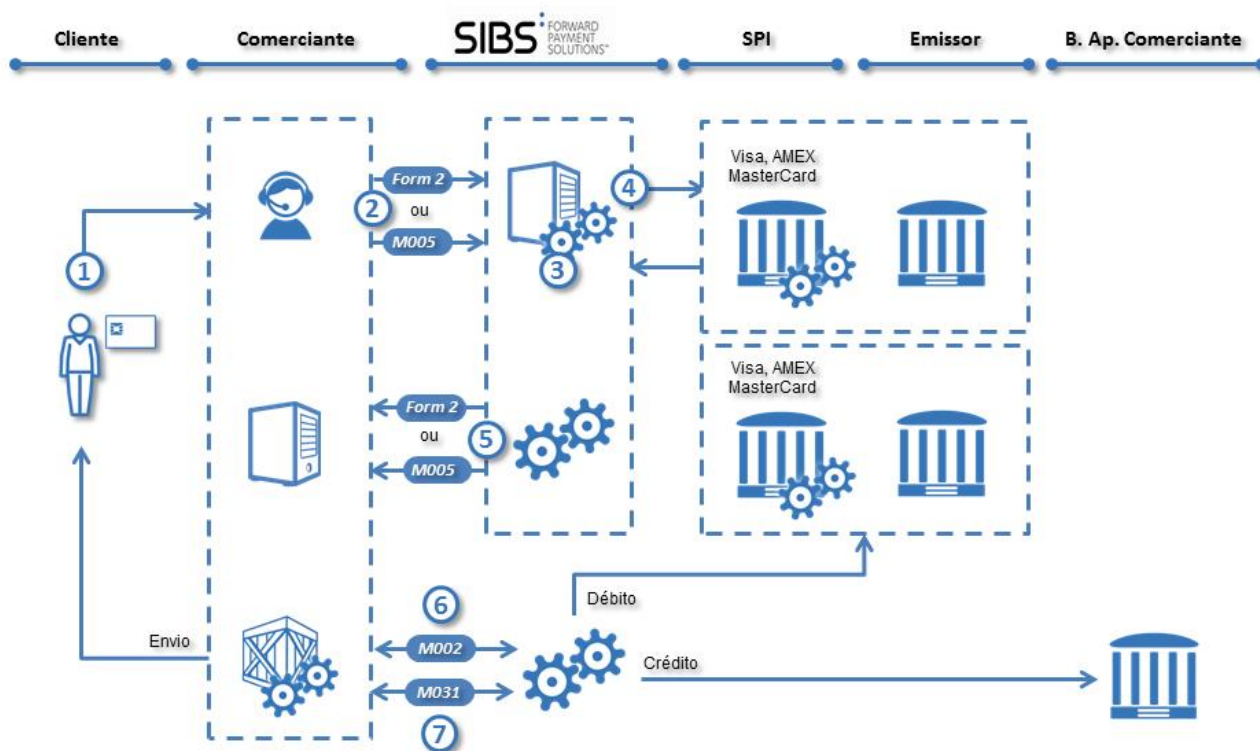 Cliente
Comerciante
SIBS FORWARD
PAYMENT
SOLUTIONS™
SPI
Emissor
B. Ap. Comerciante
1
2
Form 2
ou
M005
3
4
Visa, AMEX
MasterCard
Form 2
ou
M005
5
Visa, AMEX
MasterCard
Envio
6
M002
M031
7
Débito
Crédito